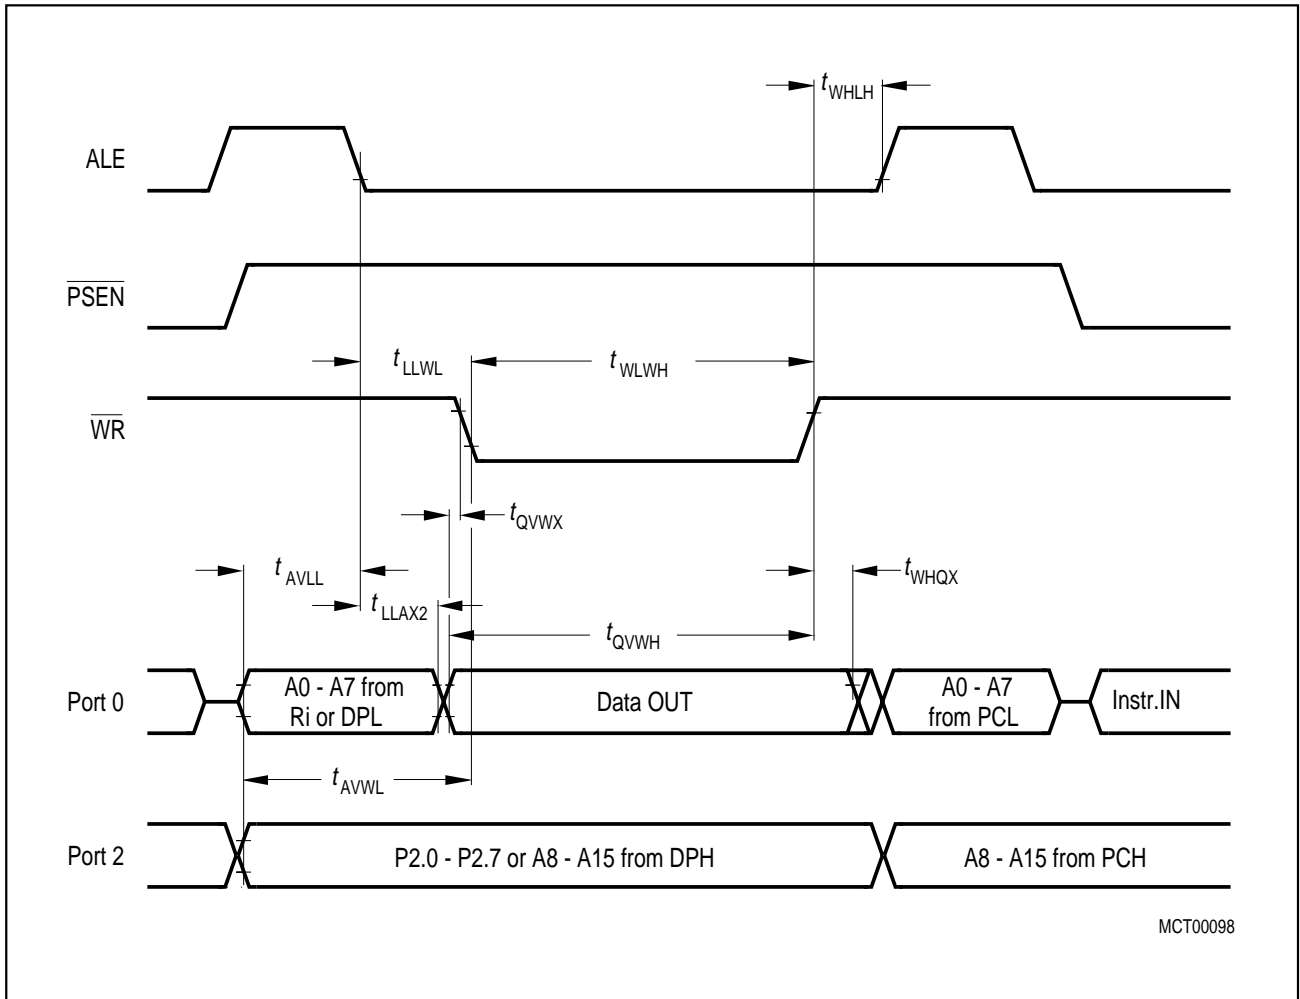 tWHLH
ALE
PSEN
tLLWL
tWLWH
WR
tQVWX
tAVLL
tWHQX
tLLAX2
tQVWH
Port 0
A0 - A7 from
Ri or DPL
Data OUT
A0 - A7
from PCL
Instr.IN
tAVWL
Port 2
P2.0 - P2.7 or A8 - A15 from DPH
A8 - A15 from PCH
MCT00098